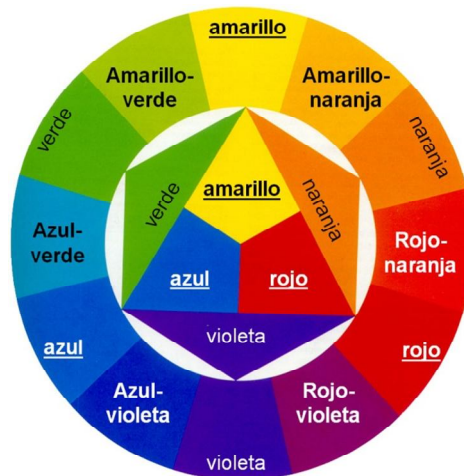 amarillo
Amarillo-
verde
Amarillo-
naranja
verde
naranja
amarillo
verde
naranja
Azul-
verde
Rojo-
naranja
azul
rojo
violeta
azul
rojo
Azul-
violeta
Rojo-
violeta
violeta